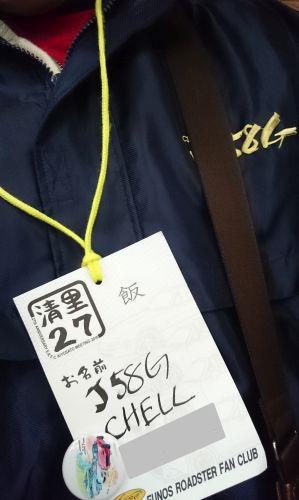 J58G
清里
27
飯
お名前
J58G
CHELL
EUNOS ROADSTER FAN CLUB